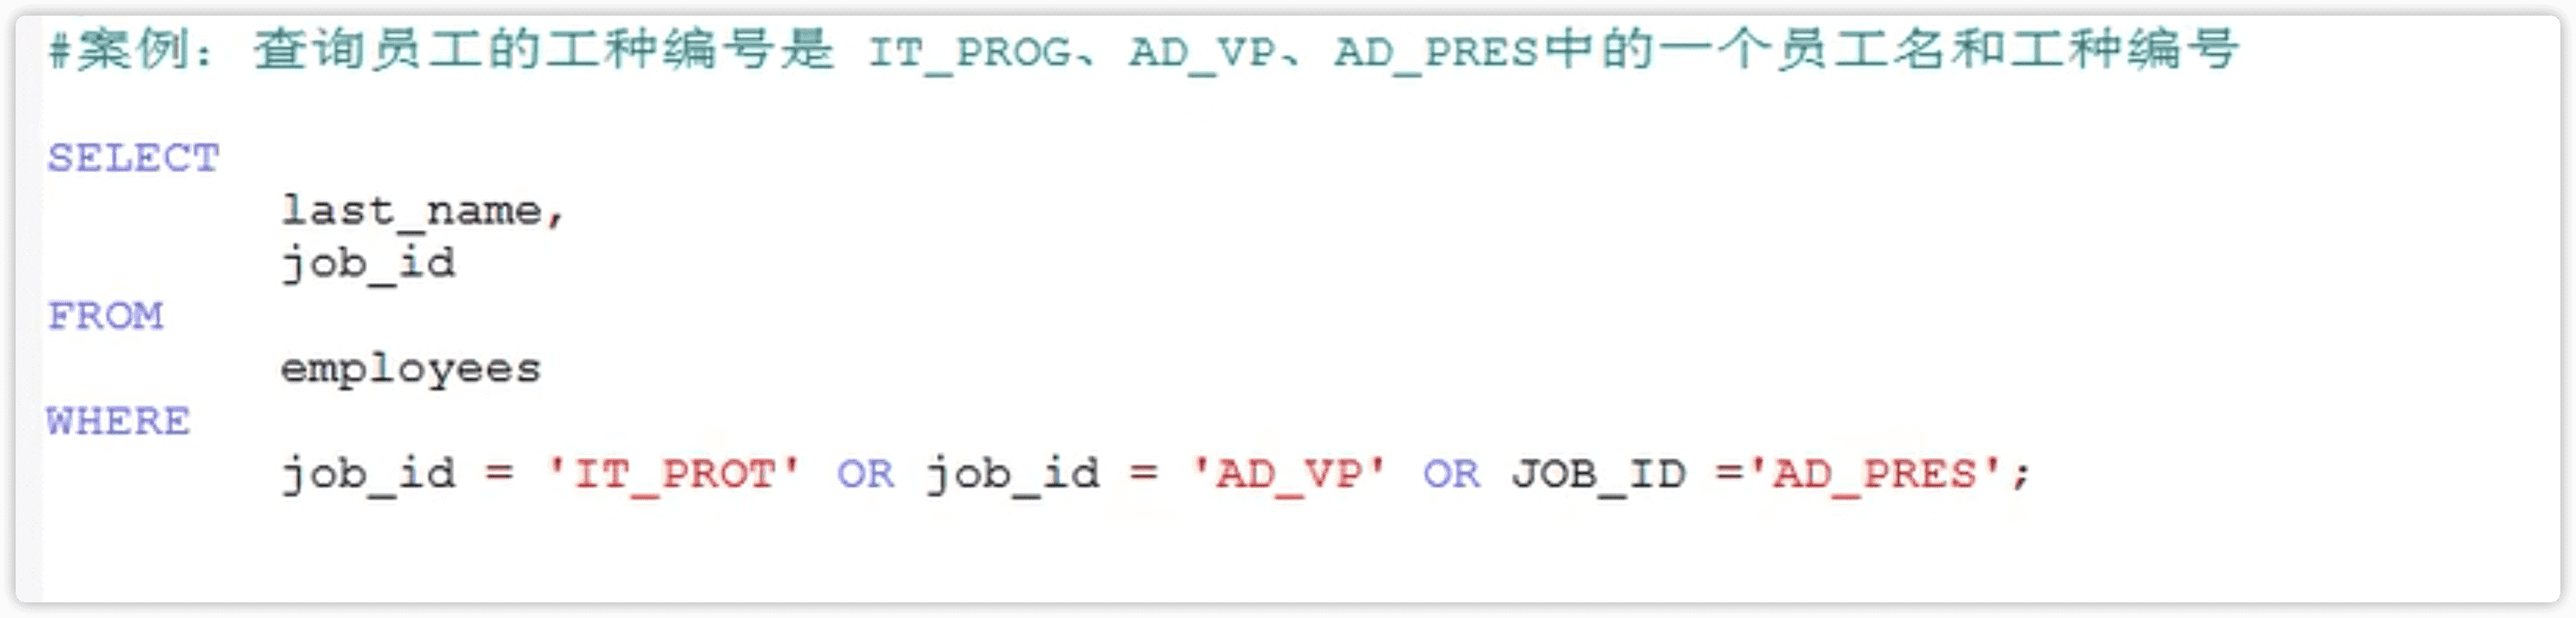 #案例：查询员工的工种编号是 IT_PROG、AD_VP、AD_PRES中的一个员工名和工种编号
SELECT
last_name,
job_id
FROM
employees
WHERE
job_id = 'IT_PROT' OR job_id = 'AD_VP' OR JOB_ID ='AD_PRES';